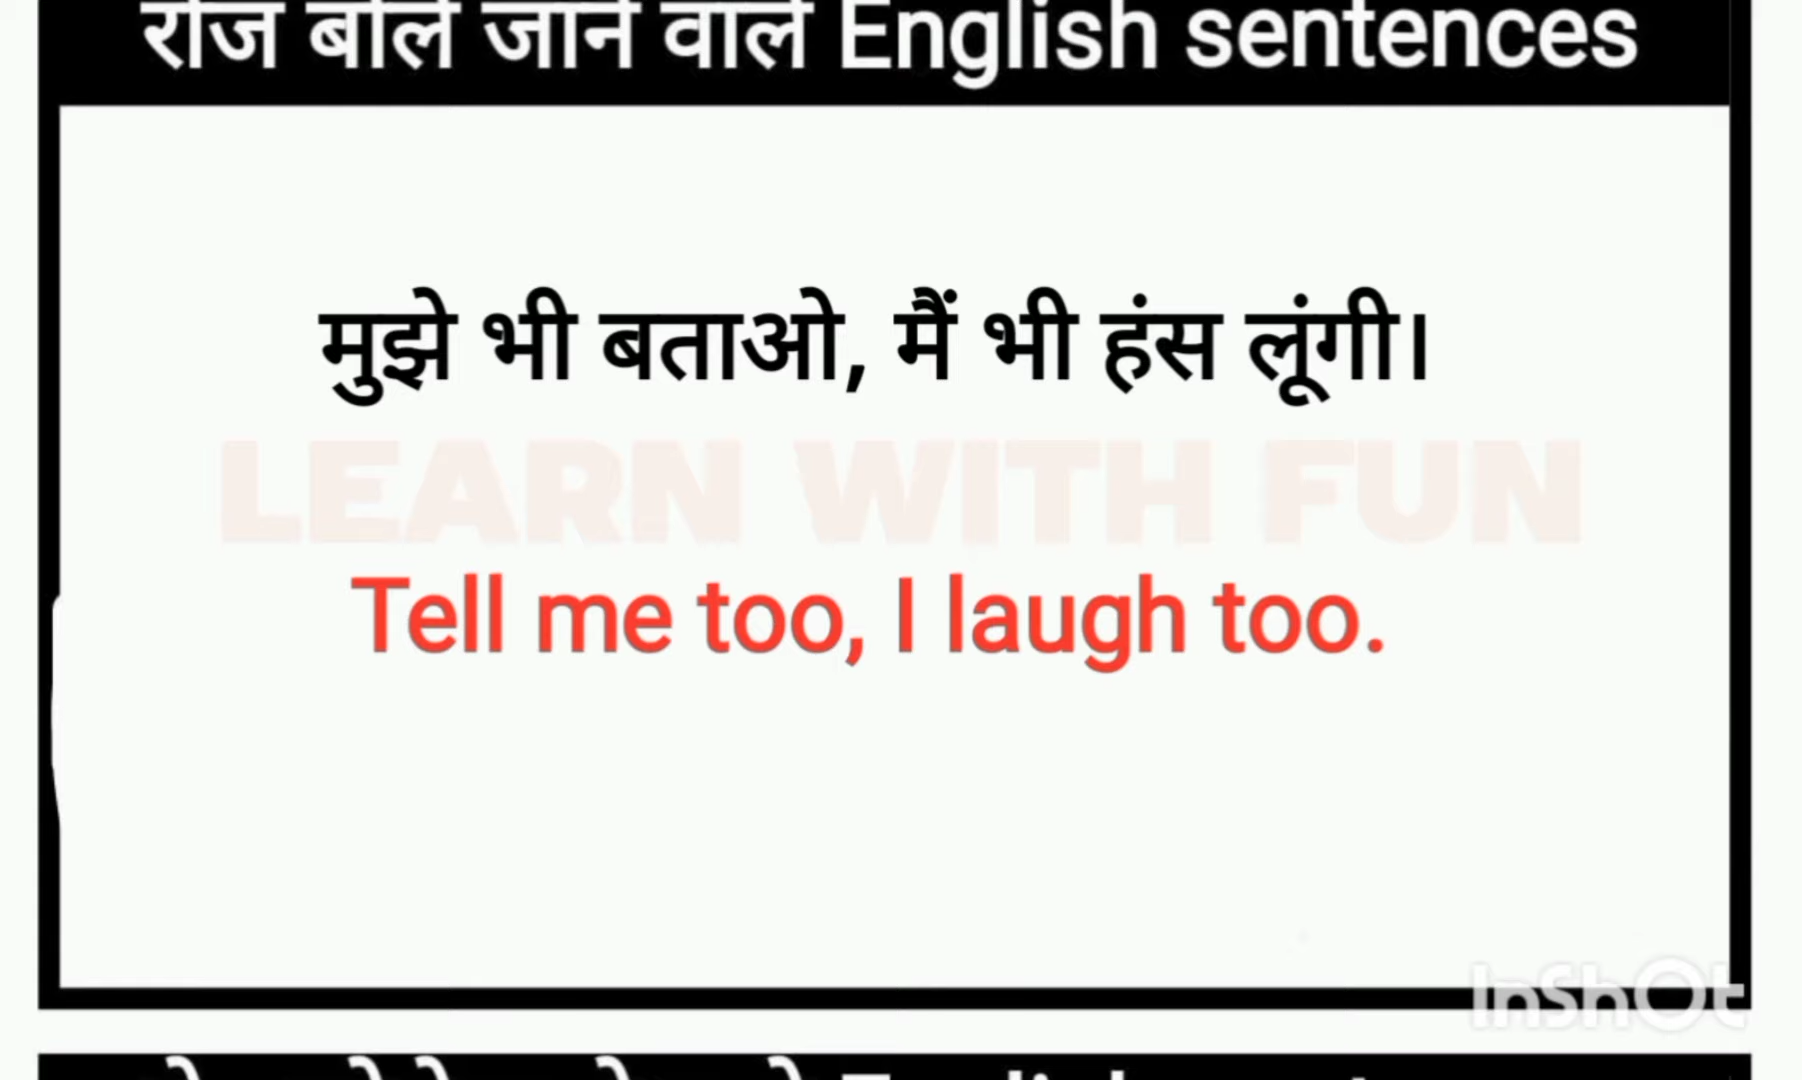 रोज बोले जाने वाले English sentences
मुझे भी बताओ, मैं भी हंस लूंगी।
LEARN WITH FUN
Tell me too, I laugh too.
InShOt